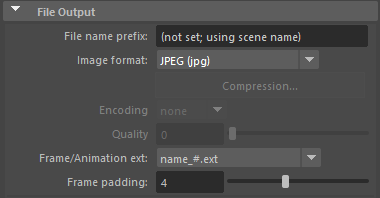 File Output
File name prefix: (not set; using scene name)
Image format: JPEG (jpg)
Compression...
Encoding none
Quality 0
Frame/Animation ext: name_#.ext
Frame padding: 4